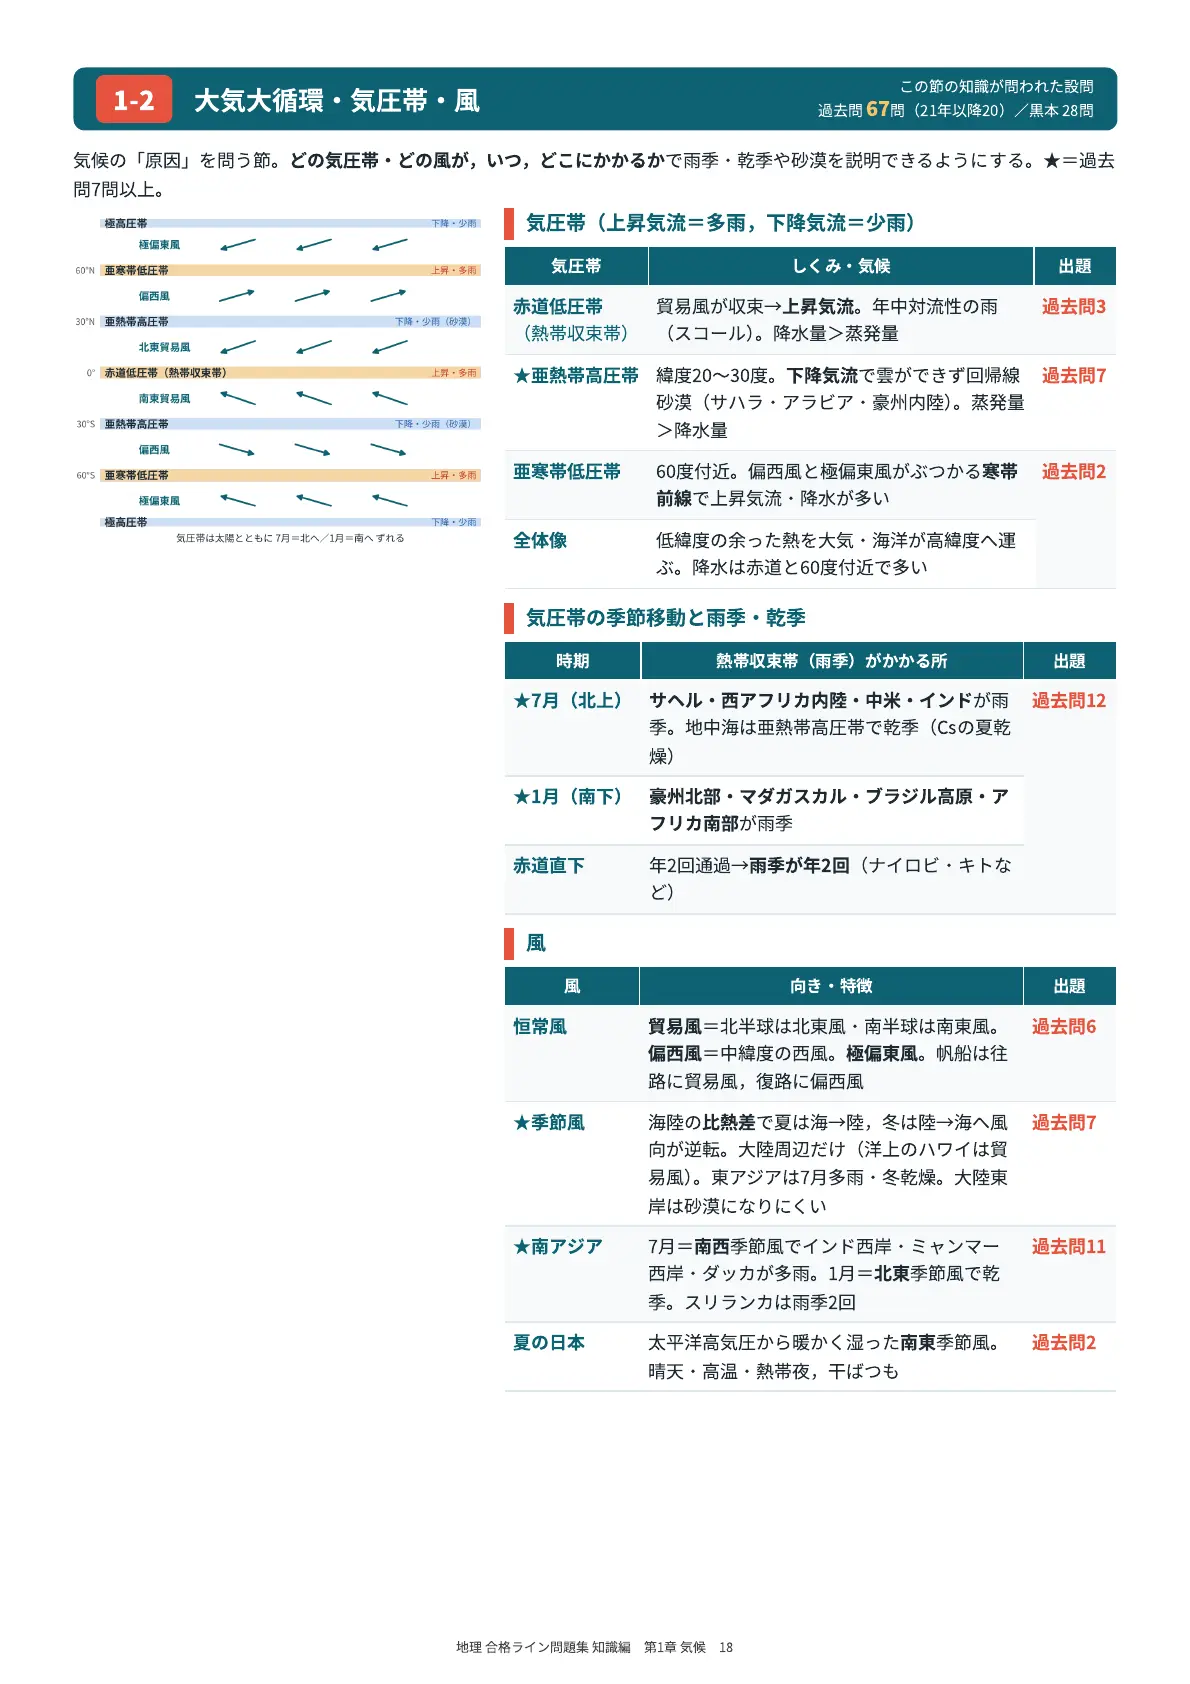 1-2 大気大循環・気圧帯・風
この節の知識が問われた設問
過去問 67問（21年以降20）／黒本 28問
気候の「原因」を問う節。どの気圧帯・どの風が，いつ，どこにかかるかで雨季・乾季や砂漠を説明できるようにする。★＝過去
問7問以上。
極高圧帯 下降・少雨
極偏東風
60°N 亜寒帯低圧帯 上昇・多雨
偏西風
30°N 亜熱帯高圧帯 下降・少雨（砂漠）
北東貿易風
0° 赤道低圧帯（熱帯収束帯） 上昇・多雨
南東貿易風
30°S 亜熱帯高圧帯 下降・少雨（砂漠）
偏西風
60°S 亜寒帯低圧帯 上昇・多雨
極偏東風
極高圧帯 下降・少雨
気圧帯は太陽とともに 7月＝北へ／1月＝南へ ずれる
気圧帯（上昇気流＝多雨，下降気流＝少雨）
気圧帯 しくみ・気候 出題
赤道低圧帯 貿易風が収束→上昇気流。年中対流性の雨 過去問3
（熱帯収束帯） （スコール）。降水量＞蒸発量
★亜熱帯高圧帯 緯度20〜30度。下降気流で雲ができず回帰線 過去問7
砂漠（サハラ・アラビア・豪州内陸）。蒸発量
＞降水量
亜寒帯低圧帯 60度付近。偏西風と極偏東風がぶつかる寒帯 過去問2
前線で上昇気流・降水が多い
全体像 低緯度の余った熱を大気・海洋が高緯度へ運
ぶ。降水は赤道と60度付近で多い
気圧帯の季節移動と雨季・乾季
時期 熱帯収束帯（雨季）がかかる所 出題
★7月（北上） サヘル・西アフリカ内陸・中米・インドが雨 過去問12
季。地中海は亜熱帯高圧帯で乾季（Csの夏乾
燥）
★1月（南下） 豪州北部・マダガスカル・ブラジル高原・ア
フリカ南部が雨季
赤道直下 年2回通過→雨季が年2回（ナイロビ・キトな
ど）
風
風 向き・特徴 出題
恒常風 貿易風＝北半球は北東風・南半球は南東風。 過去問6
偏西風＝中緯度の西風。極偏東風。帆船は往
路に貿易風，復路に偏西風
★季節風 海陸の比熱差で夏は海→陸，冬は陸→海へ風 過去問7
向が逆転。大陸周辺だけ（洋上のハワイは貿
易風）。東アジアは7月多雨・冬乾燥。大陸東
岸は砂漠になりにくい
★南アジア 7月＝南西季節風でインド西岸・ミャンマー 過去問11
西岸・ダッカが多雨。1月＝北東季節風で乾
季。スリランカは雨季2回
夏の日本 太平洋高気圧から暖かく湿った南東季節風。 過去問2
晴天・高温・熱帯夜，干ばつも
地理 合格ライン問題集 知識編 第1章 気候 18